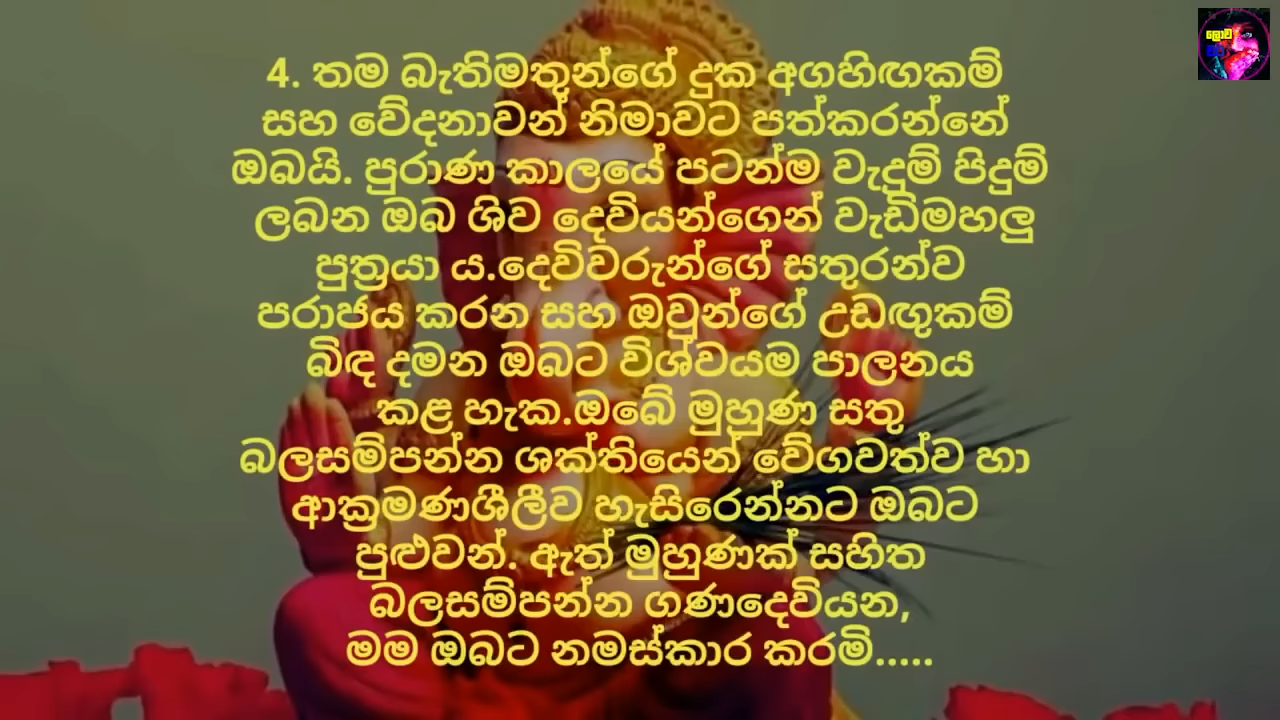 4. තම බැතිමතුන්ගේ දුක අගහිඟකම්
සහ වේදනාවන් නිමාවට පත්කරන්නේ
ඔබයි. පුරාණ කාලයේ පටන්ම වැදුම් පිදුම්
ලබන ඔබ ශිව දෙවියන්ගෙන් වැඩිමහලු
පුත්‍රයා ය.දෙවිවරුන්ගේ සතුරන්ව
පරාජය කරන සහ ඔවුන්ගේ උඩඟුකම්
බිඳ දමන ඔබට විශ්වයම පාලනය
කළ හැක.ඔබේ මුහුණ සතු
බලසම්පන්න ශක්තියෙන් වේගවත්ව හා
ආක්‍රමණශීලීව හැසිරෙන්නට ඔබට
පුළුවන්. ඇත් මුහුණක් සහිත
බලසම්පන්න ගණදෙවියන,
මම ඔබට නමස්කාර කරමි.....
ලොව